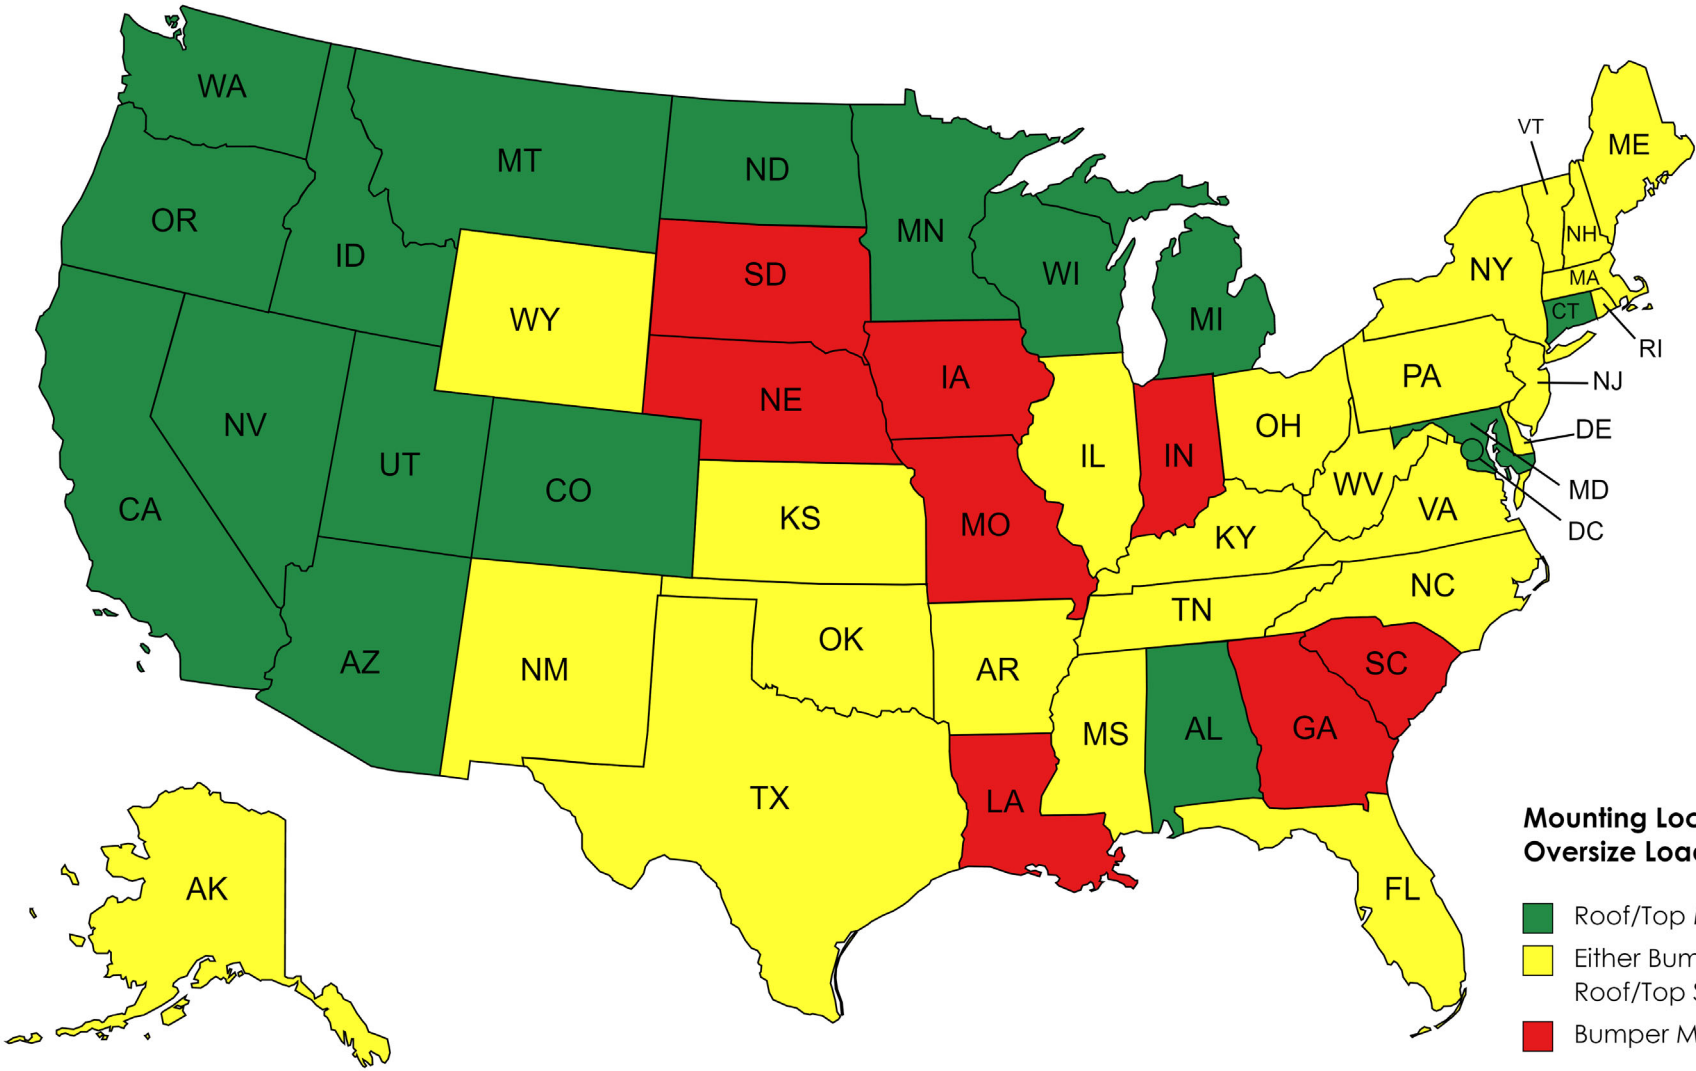 WA
MT
ND
OR
ID
MN
WI
MI
SD
WY
IA
NE
NV
UT
CO
CA
KS
MO
IL
IN
OH
PA
NY
VT
NH
ME
MA
CT
RI
NJ
DE
MD
DC
WV
VA
KY
NC
TN
SC
AZ
NM
OK
AR
MS
AL
GA
LA
TX
FL
AK
Mounting Loc
Oversize Loa
Roof/Top
Either Bum
Roof/Top S
Bumper M